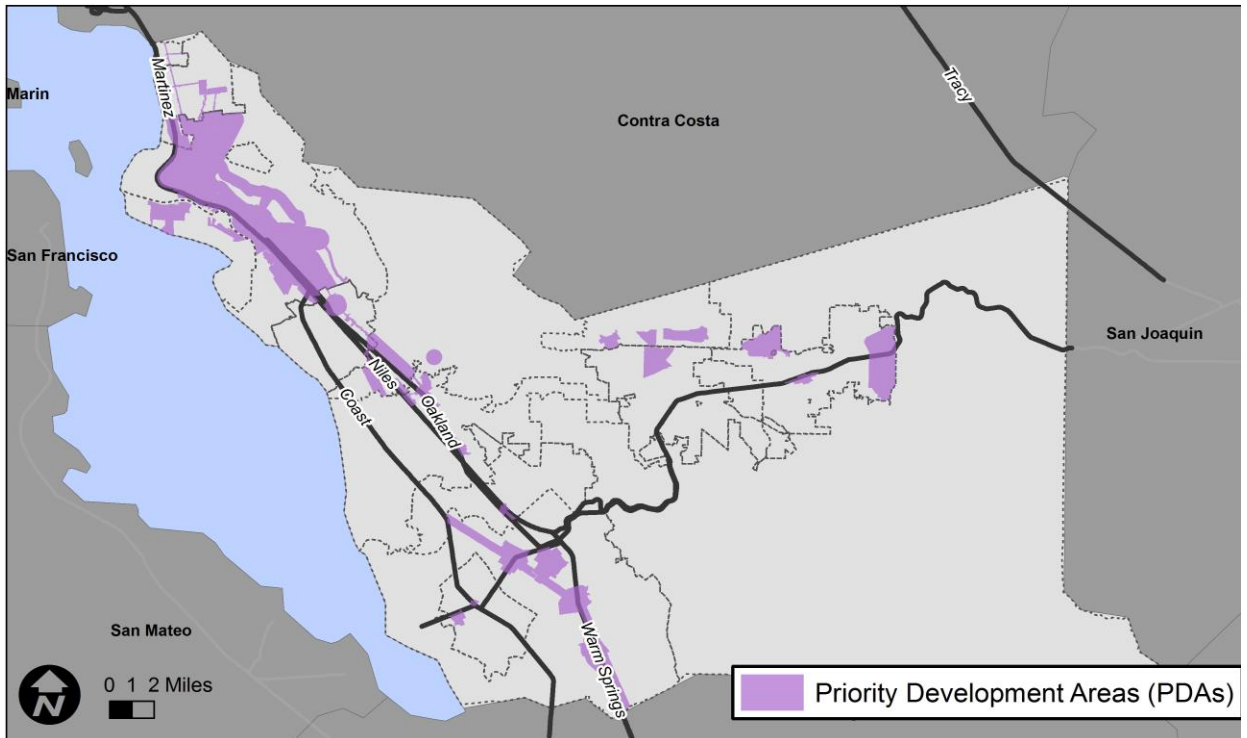 Martinez
Marin
Contra Costa
Tracy
San Francisco
San Joaquin
Niles
Oakland
Coast
San Mateo
Warm Springs
N
0 1 2 Miles
Priority Development Areas (PDAs)